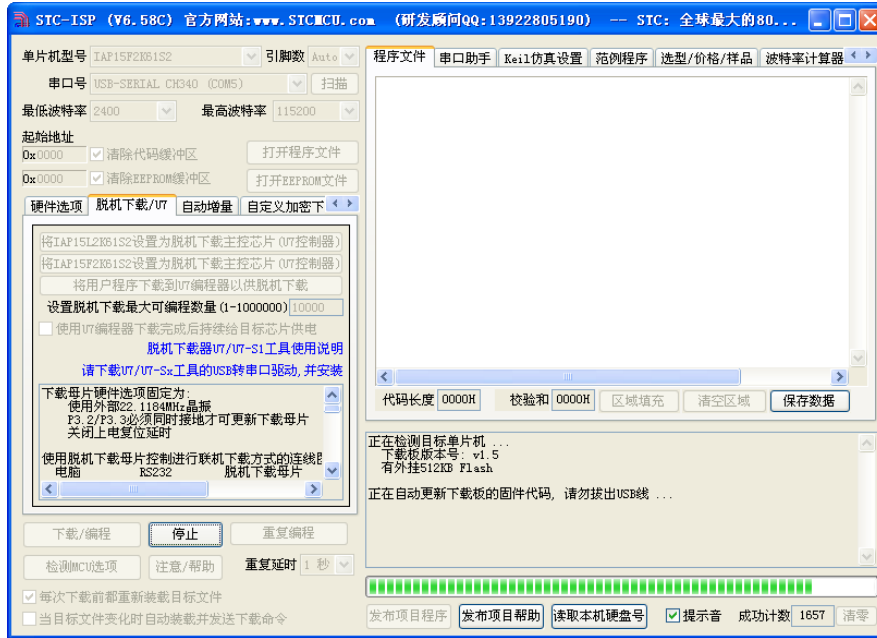 STC-ISP (V6.58C) 官方网站:www.STCMCU.com (研发顾问QQ:13922805190) -- STC: 全球最大的80...
单片机型号 IAP15F2K61S2 引脚数 Auto
串口号 USB-SERIAL CH340 (COM5) 扫描
最低波特率 2400 最高波特率 115200
起始地址
0x0000 清除代码缓冲区 打开程序文件
0x0000 清除EEPROM缓冲区 打开EEPROM文件
硬件选项 脱机下载/U7 自动增量 自定义加密下
将IAP15L2K61S2设置为脱机下载主控芯片(U7控制器)
将IAP15F2K61S2设置为脱机下载主控芯片(U7控制器)
将用户程序下载到U7编程器以供脱机下载
设置脱机下载最大可编程数量(1-1000000) 10000
使用U7编程器下载完成后持续给目标芯片供电
脱机下载器U7/U7-S1工具使用说明
请下载U7/U7-Sx工具的USB转串口驱动,并安装
下载母片硬件选项固定为:
使用外部22.1184MHz晶振
P3.2/P3.3必须同时接地才可更新下载母片
关闭上电复位延时
使用脱机下载母片控制进行联机下载方式的连线图
电脑 RS232 脱机下载母片
下载/编程 停止 重复编程
检测MCU选项 注意/帮助 重复延时 1 秒
每次下载前都重新装载目标文件
当目标文件变化时自动装载并发送下载命令
程序文件 串口助手 Keil仿真设置 范例程序 选型/价格/样品 波特率计算器
代码长度 0000H 校验和 0000H 区域填充 清空区域 保存数据
正在检测目标单片机 ...
下载板版本号: v1.5
有外挂512KB Flash
正在自动更新下载板的固件代码, 请勿拔出USB线 ...
发布项目程序 发布项目帮助 读取本机硬盘号 提示音 成功计数 1657 清零